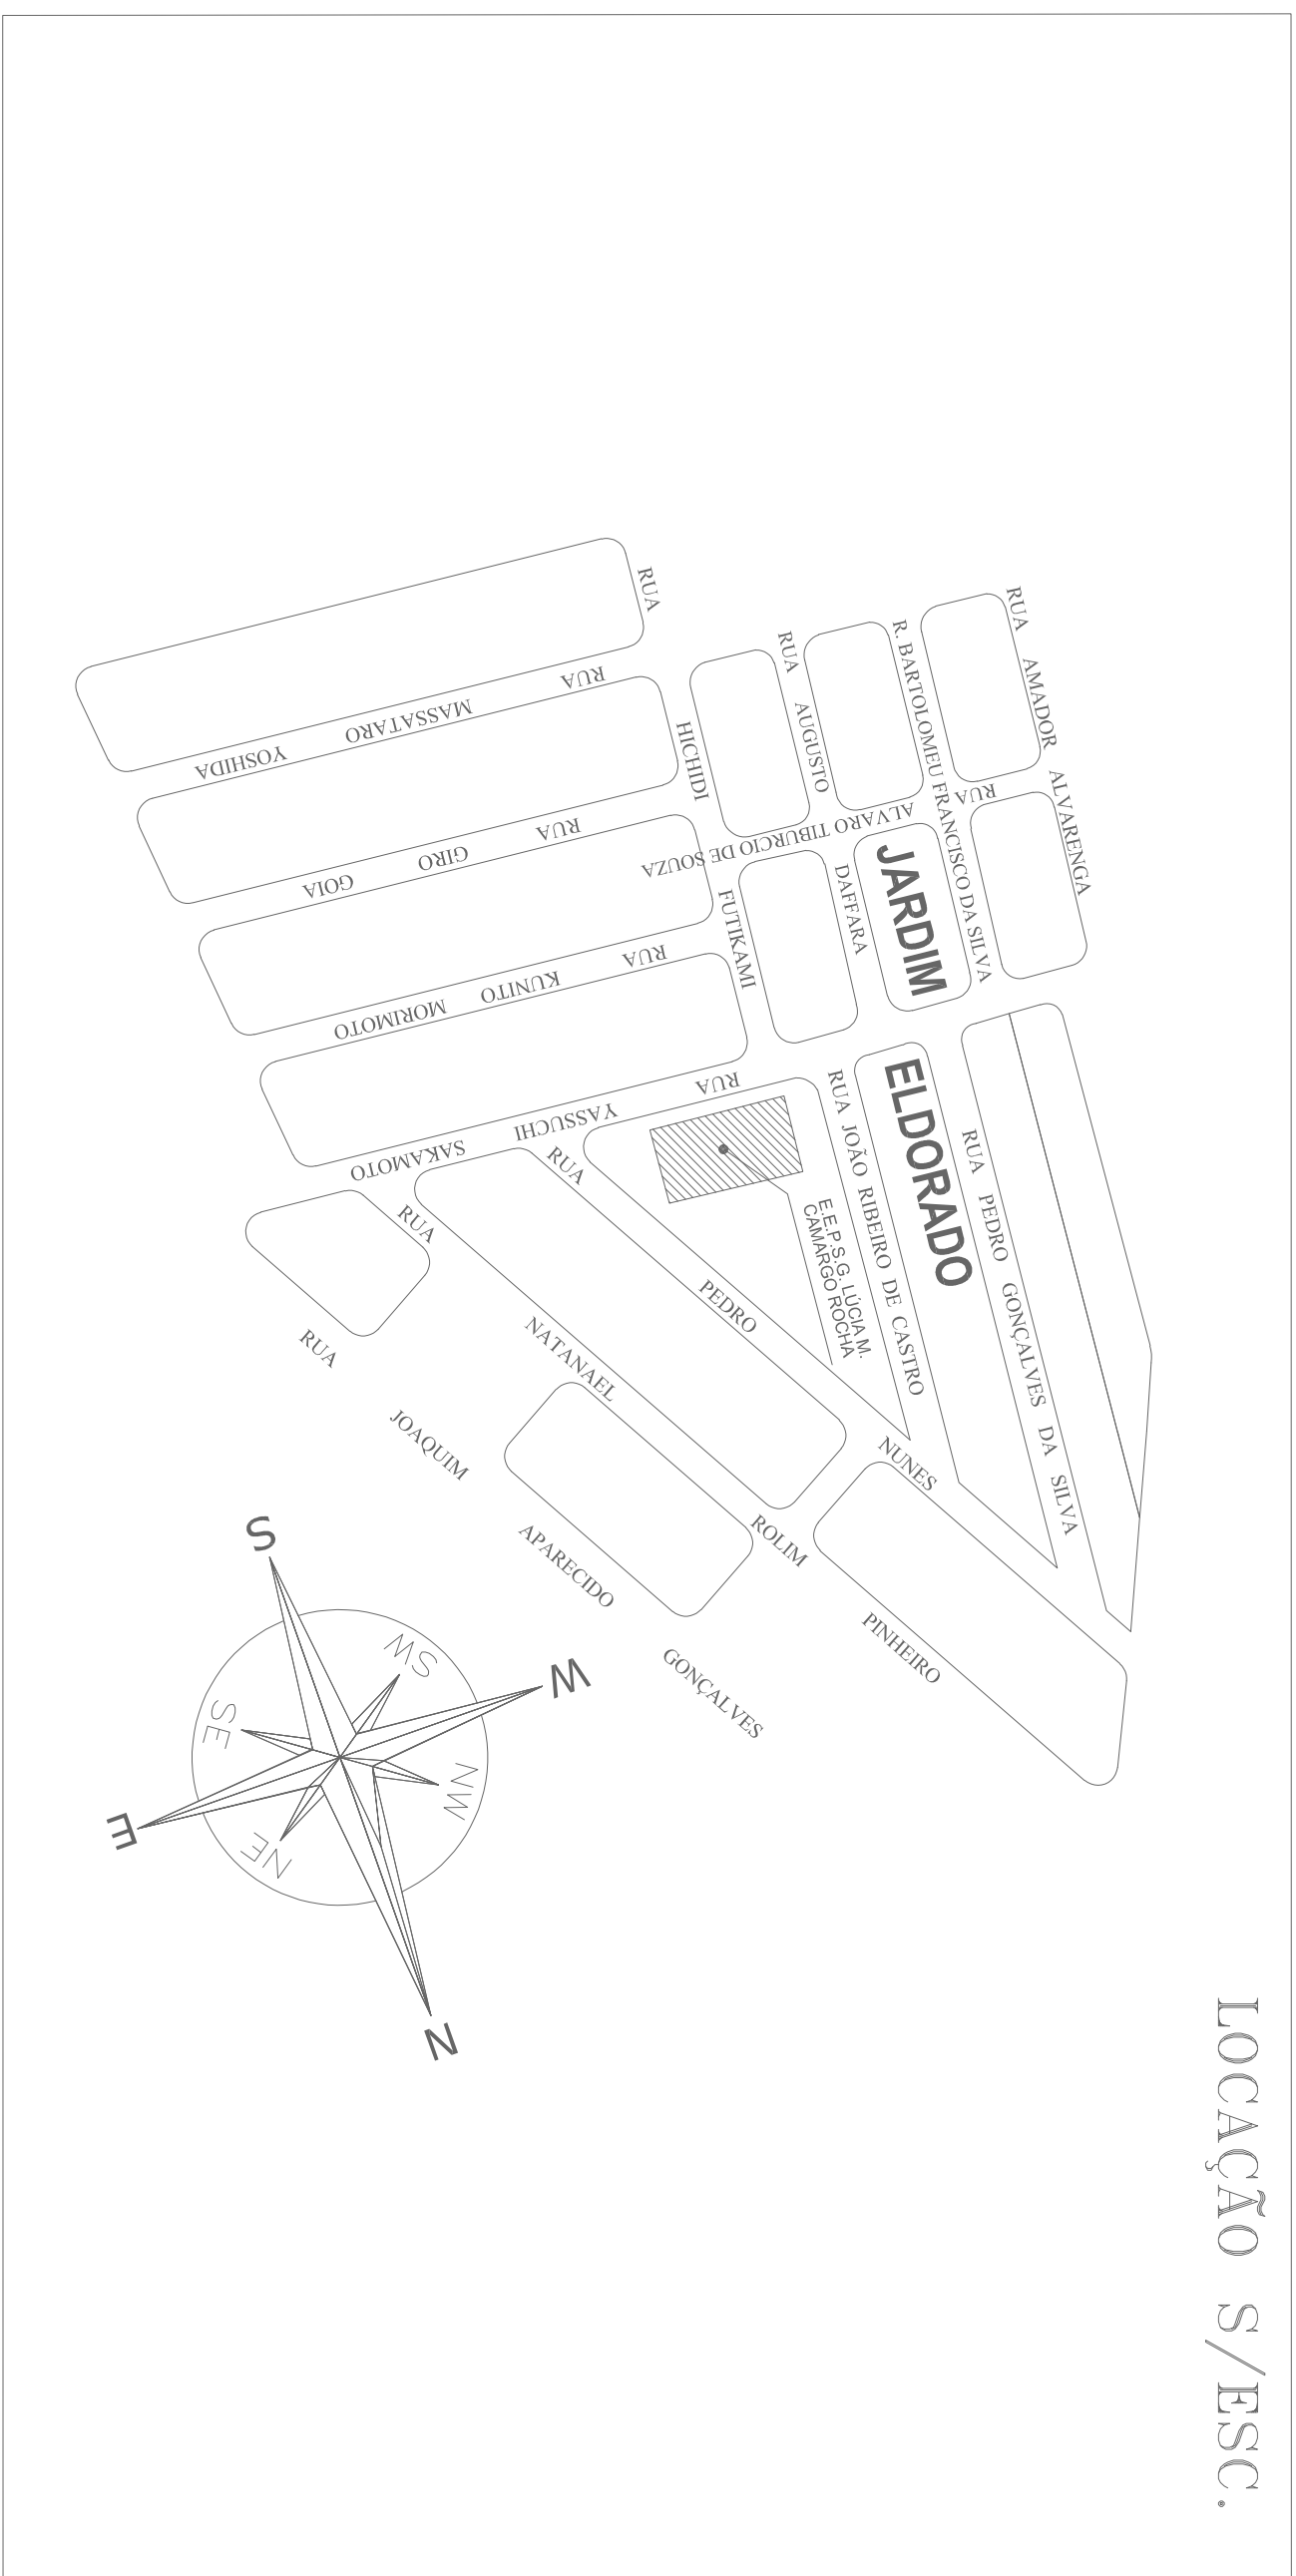 LOCAÇÃO S/ESC.
RUA AMADOR ALVARENGA
R. BARTOLOMEU FRANCISCO DA SILVA
RUA AUGUSTO DAFFARA
RUA HICHIDI FUTIKAMI
RUA ALVARO TIBURCIO DE SOUZA
JARDIM
ELDORADO
RUA MASSATARO YOSHIDA
RUA GIRO GOIA
RUA KUNITO MORIMOTO
RUA YASSUCHI SAKAMOTO
RUA JOÃO RIBEIRO DE CASTRO
RUA PEDRO GONÇALVES DA SILVA
E.E.P.S.G. LÚCIA M.
CAMARGO ROCHA
RUA PEDRO NUNES
RUA NATANAEL ROLIM PINHEIRO
RUA JOAQUIM APARECIDO GONÇALVES
S
SW
W
NW
N
NE
E
SE